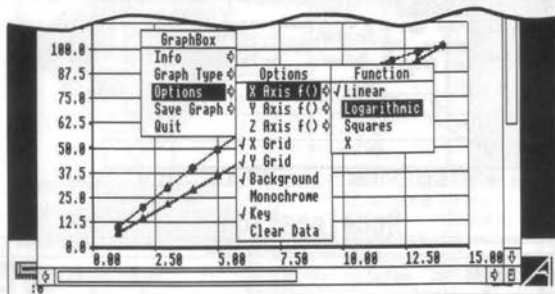 GraphBox
Info
Graph Type
Options
Save Graph
Quit
Options
X Axis f()
Y Axis f()
Z Axis f()
√ X Grid
√ Y Grid
√ Background
Monochrome
√ Key
Clear Data
Function
√ Linear
Logarithmic
Squares
X
100.0
87.5
75.0
62.5
50.0
37.5
25.0
12.5
0.0
0.00 2.50 5.00 10.00 12.50 15.00